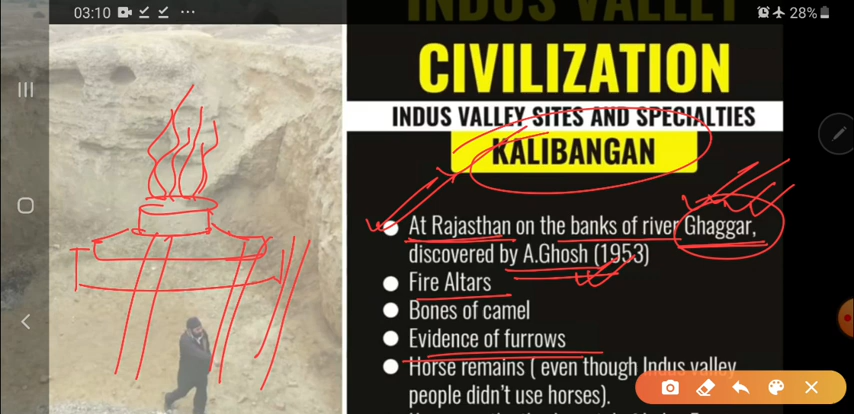 03:10
28%
INDUS VALLEY
CIVILIZATION
INDUS VALLEY SITES AND SPECIALTIES
KALIBANGAN
At Rajasthan on the banks of river Ghaggar,
discovered by A.Ghosh (1953)
Fire Altars
Bones of camel
Evidence of furrows
Horse remains ( even though Indus valley
people didn't use horses).